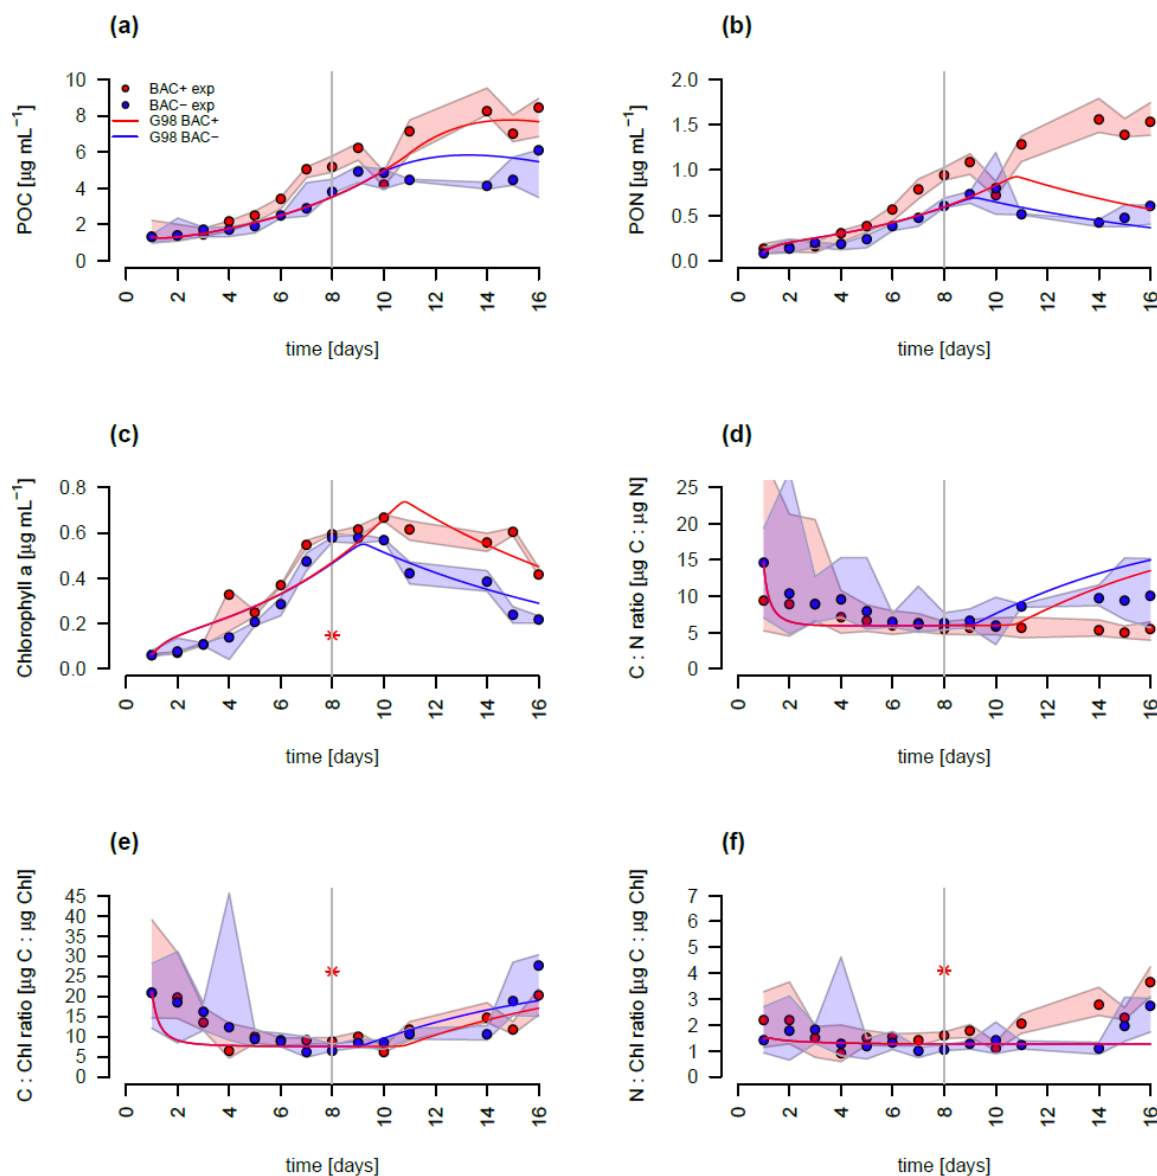 (a)
POC [µg mL⁻¹]
10
8
6
4
2
0
BAC+ exp
BAC− exp
G98 BAC+
G98 BAC−
0 2 4 6 8 10 12 14 16
time [days]
(b)
PON [µg mL⁻¹]
2.0
1.5
1.0
0.5
0.0
0 2 4 6 8 10 12 14 16
time [days]
(c)
Chlorophyll a [µg mL⁻¹]
0.8
0.6
0.4
0.2
0.0
0 2 4 6 8 10 12 14 16
time [days]
(d)
C : N ratio [µg C : µg N]
25
20
15
10
5
0
0 2 4 6 8 10 12 14 16
time [days]
(e)
C : Chl ratio [µg C : µg Chl]
45
40
35
30
25
20
15
10
5
0
0 2 4 6 8 10 12 14 16
time [days]
(f)
N : Chl ratio [µg C : µg Chl]
7
6
5
4
3
2
1
0
0 2 4 6 8 10 12 14 16
time [days]